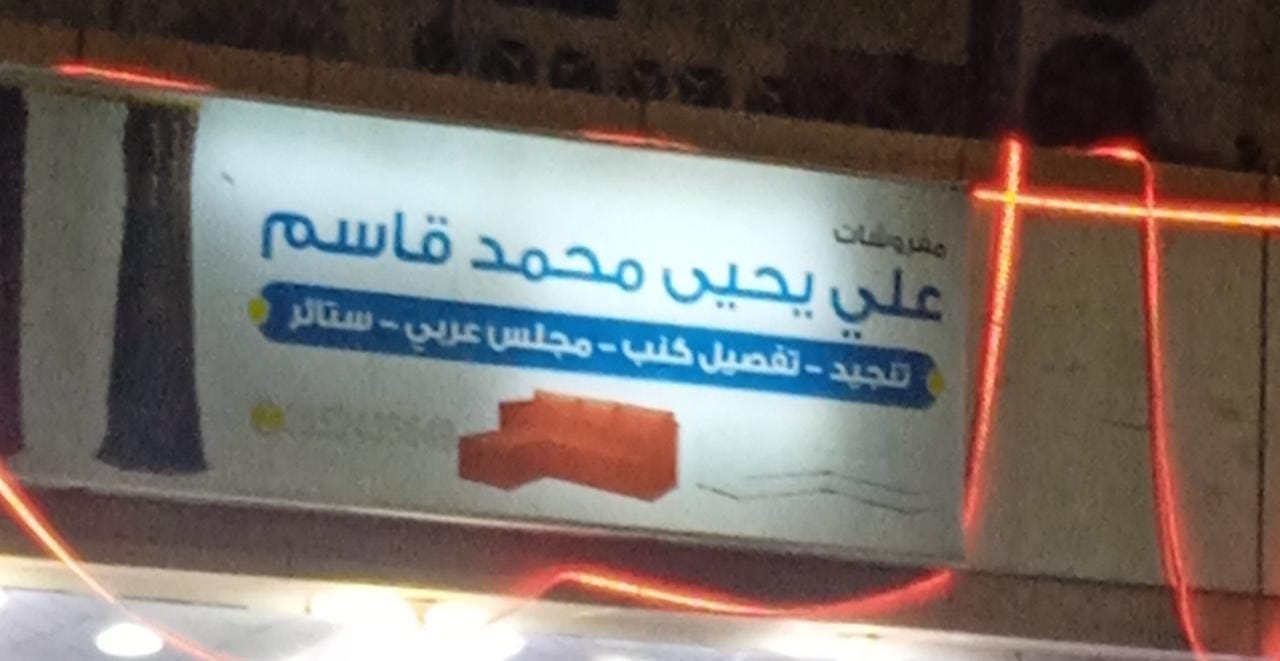 مفروشات
علي يحيى محمد قاسم
تنجيد - تفصيل كنب - مجلس عربي - ستائر